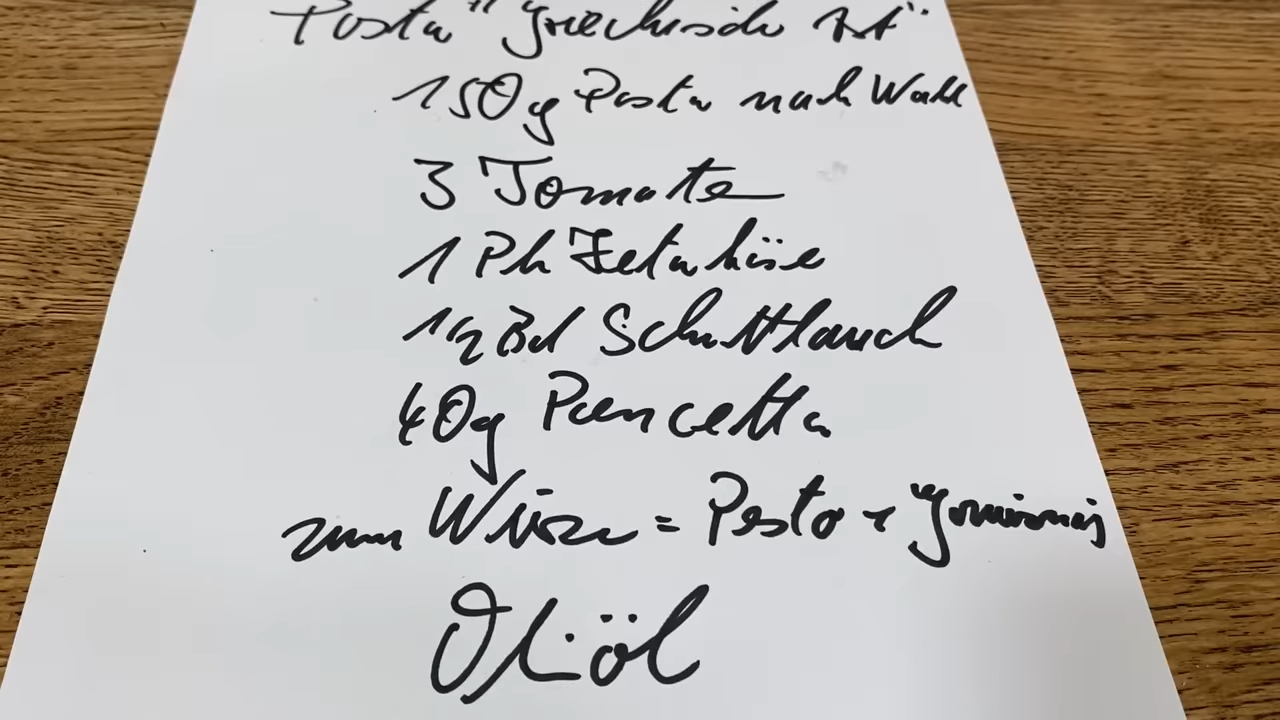 Pasta "griechische Art".
150g Pasta nach Wahl
3 Tomaten
1 Pk Fetakäse
1/2 Bd Schnittlauch
40g Pancetta
zum Würzen = Pesto +
Oliöl